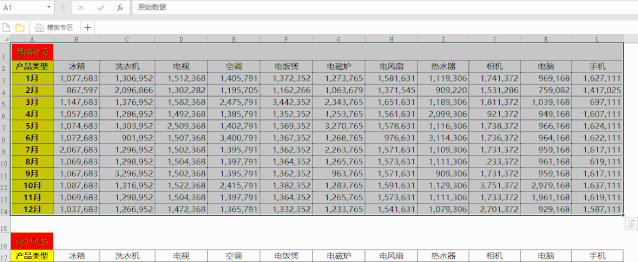 A1 原始数据
模板专区
A B C D E F G H I J K L
1 原始数据
2 产品类型 冰箱 洗衣机 电视 空调 电饭煲 电磁炉 电风扇 热水器 相机 电脑 手机
3 1月 1,077,683 1,306,952 1,512,368 1,405,791 1,372,352 1,273,765 1,581,631 1,119,306 1,741,372 969,168 1,627,111
4 2月 867,597 2,096,866 1,302,282 1,195,705 1,162,266 1,063,679 1,371,545 909,220 1,531,286 759,082 1,417,025
5 3月 1,147,683 1,376,952 1,582,368 2,475,791 3,442,352 2,343,765 1,651,631 1,189,306 1,811,372 1,039,168 697,111
6 4月 1,057,683 1,286,952 1,492,368 1,385,791 1,352,352 1,253,765 1,561,631 2,099,306 921,372 949,168 1,607,111
7 5月 1,074,683 1,303,952 2,509,368 1,402,791 1,369,352 3,270,765 1,578,631 1,116,306 1,738,372 966,168 1,624,111
8 6月 1,072,683 901,952 1,507,368 3,400,791 1,367,352 1,268,765 976,631 3,114,306 1,736,372 964,168 1,622,111
9 7月 2,067,683 1,296,952 1,502,368 1,395,791 1,362,352 2,263,765 1,571,631 1,109,306 1,731,372 959,168 1,617,111
10 8月 1,069,683 1,298,952 1,504,368 1,397,791 1,364,352 1,265,765 1,573,631 1,111,306 233,372 961,168 619,111
11 9月 1,067,683 3,296,952 1,502,368 1,395,791 1,362,352 963,765 1,571,631 909,306 1,731,372 959,168 1,617,111
12 10月 1,087,683 1,316,952 1,522,368 2,415,791 1,382,352 1,283,765 1,591,631 1,129,306 3,751,372 2,979,168 1,637,111
13 11月 1,069,683 1,298,952 1,504,368 1,397,791 1,364,352 1,265,765 1,573,631 1,111,306 1,733,372 1,961,168 1,619,111
14 12月 1,037,683 1,266,952 1,472,368 1,365,791 1,332,352 1,233,765 1,541,631 1,079,306 2,701,372 929,168 1,587,111
15
16
17 产品类型 冰箱 洗衣机 电视 空调 电饭煲 电磁炉 电风扇 热水器 相机 电脑 手机